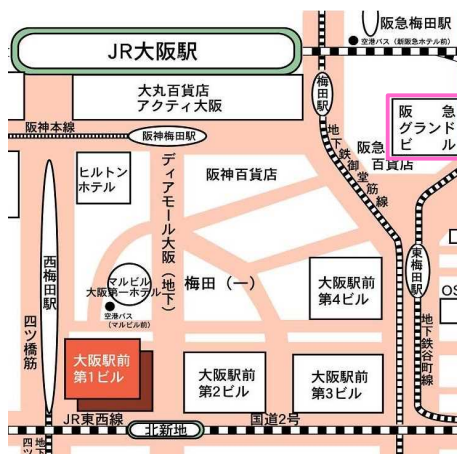 JR大阪駅
阪急梅田駅
空港バス(新阪急ホテル前)
大丸百貨店
アクティ大阪
梅田駅
阪急
グランド
ビル
阪神本線
阪神梅田駅
地下鉄御堂筋線
阪急
百貨店
ヒルトン
ホテル
ディアモール大阪(地下)
阪神百貨店
西梅田駅
マルビル
大阪第一ホテル
空港バス
(マルビル前)
梅田(一)
大阪駅前
第4ビル
東梅田駅
OS
四ツ橋筋
地下鉄谷町線
大阪駅前
第1ビル
大阪駅前
第2ビル
大阪駅前
第3ビル
JR東西線
北新地
国道2号
地下
四ツ